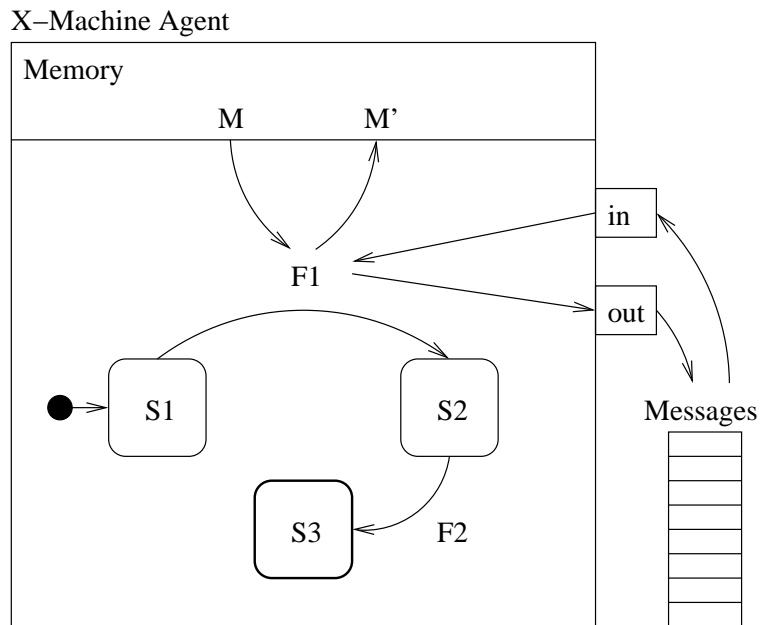 X–Machine Agent
Memory
M M'
in
F1
out
S1 S2
Messages
S3 F2